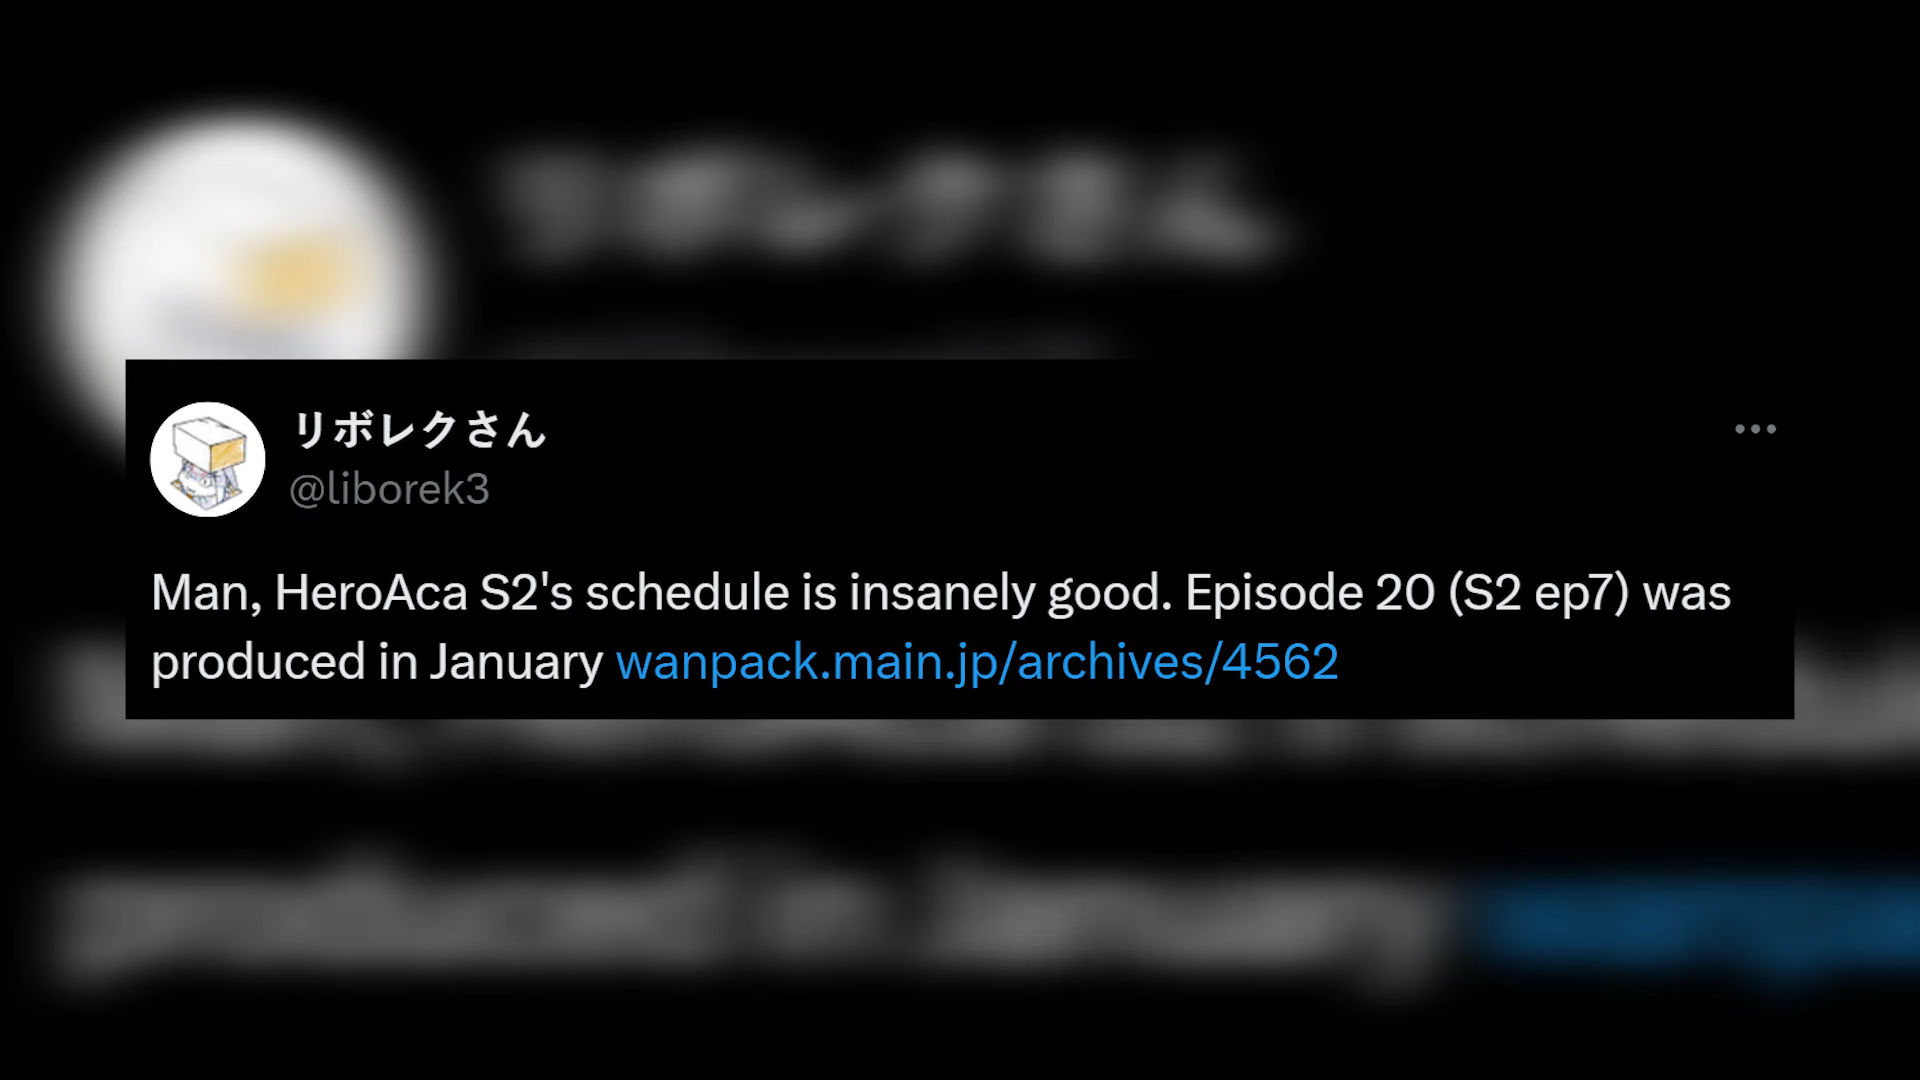 リボレクさん
@liborek3
Man, HeroAca S2's schedule is insanely good. Episode 20 (S2 ep7) was
produced in January wanpack.main.jp/archives/4562